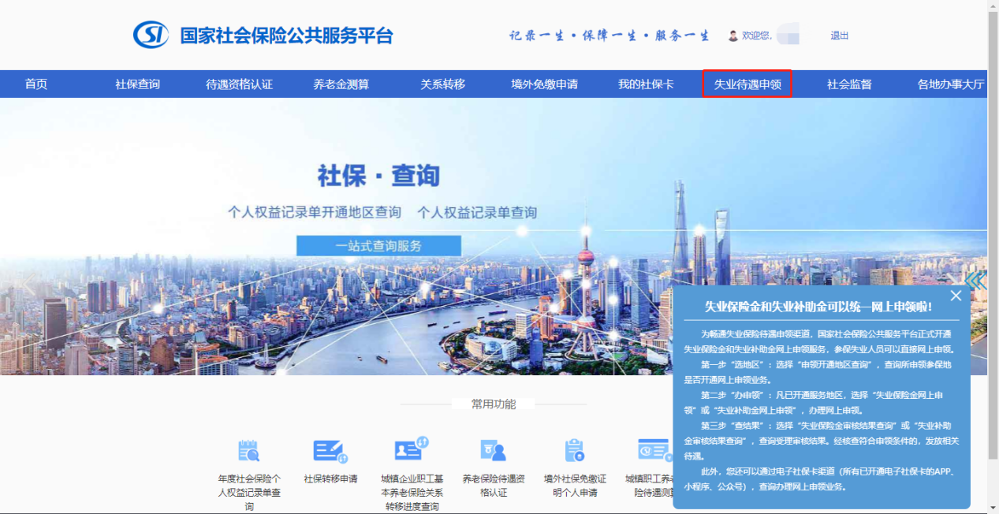 SI 国家社会保险公共服务平台
记录一生·保障一生·服务一生
欢迎您,
退出
首页 社保查询 待遇资格认证 养老金测算 关系转移 境外免缴申请 我的社保卡 失业待遇申领 社会监督 各地办事大厅
社保·查询
个人权益记录单开通地区查询 个人权益记录单查询
一站式查询服务
失业保险金和失业补助金可以统一网上申领啦!
为畅通失业保险待遇申领渠道，国家社会保险公共服务平台正式开通
失业保险金和失业补助金网上申领服务，参保失业人员可以直接网上申领。
第一步“选地区”：选择“申领开通地区查询”，查询所申领参保地
是否开通网上申领业务。
第二步“办申领”：凡已开通服务地区，选择“失业保险金网上申
领”或“失业补助金网上申领”，办理网上申领。
第三步“查结果”：选择“失业保险金审核结果查询”或“失业补助
金审核结果查询”，查询受理审核结果。经核查符合申领条件的，发放相关
待遇。
此外，您还可以通过电子社保卡渠道（所有已开通电子社保卡的APP、
小程序、公众号），查询办理网上申领业务。
常用功能
年度社会保险个
人权益记录单查
询
社保转移申请
城镇企业职工基
本养老保险关系
转移进度查询
养老保险待遇资
格认证
境外社保免缴证
明个人申请
城镇职工养老
险待遇测